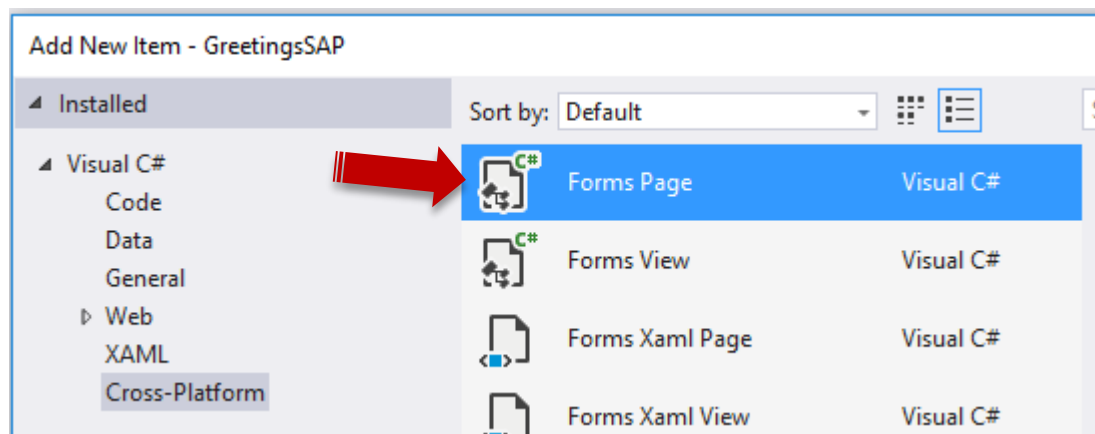 Add New Item - GreetingsSAP
Installed
Sort by: Default
Visual C#
Code
Data
General
Web
XAML
Cross-Platform
C#
Forms Page Visual C#
C#
Forms View Visual C#
Forms Xaml Page Visual C#
Forms Xaml View Visual C#